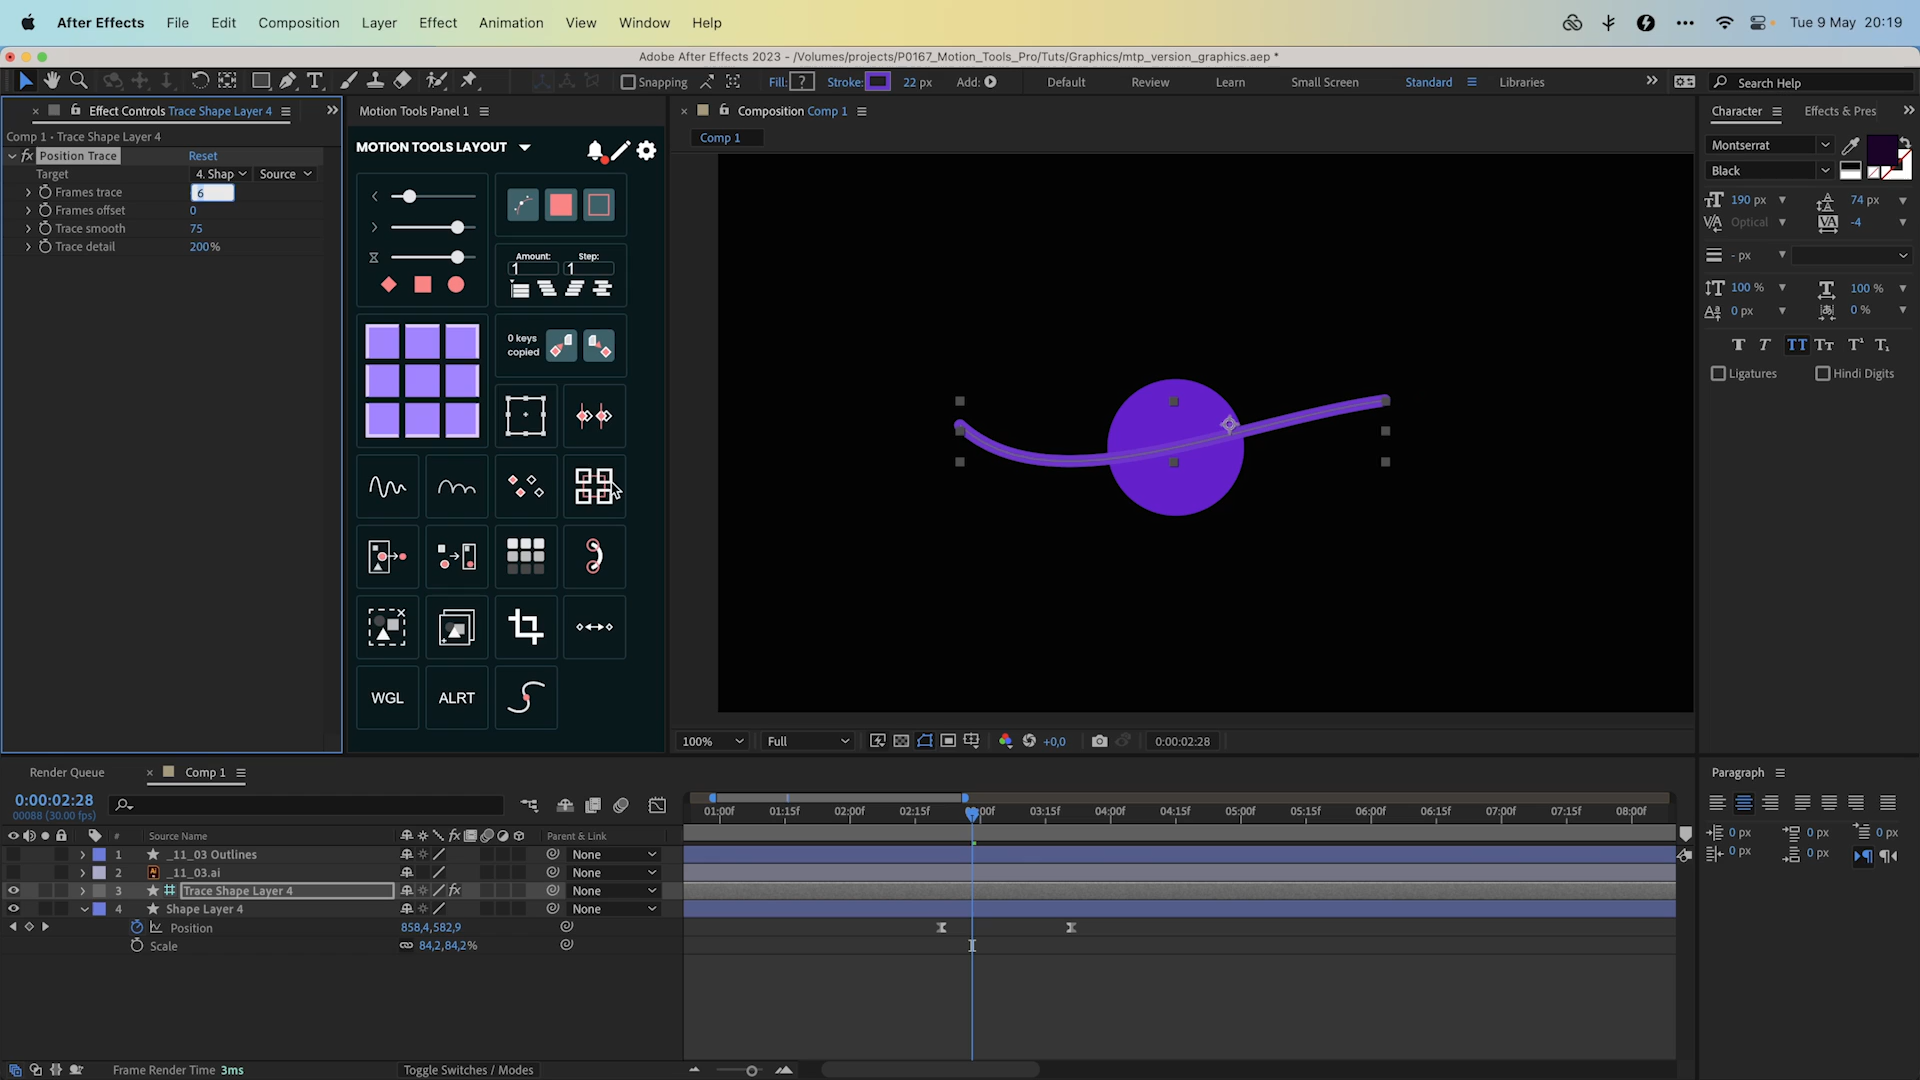 After Effects File Edit Composition Layer Effect Animation View Window Help Tue 9 May 20:19
Adobe After Effects 2023 - /Volumes/projects/P0167_Motion_Tools_Pro/Tuts/Graphics/mtp_version_graphics.aep *
Snapping Fill: ? Stroke: 22 px Add: Default Review Learn Small Screen Standard Libraries Search Help
Effect Controls Trace Shape Layer 4
Comp 1 • Trace Shape Layer 4
fx Position Trace Reset
Target 4. Shap Source
Frames trace 6
Frames offset 0
Trace smooth 75
Trace detail 200%
Motion Tools Panel 1
MOTION TOOLS LAYOUT
Amount: Step:
1 1
0 keys
copied
WGL ALRT
Composition Comp 1
Comp 1
100% Full +0,0 0:00:02:28
Character Effects & Pres
Montserrat
Black
190 px 74 px
Optical -4
- px
100 % 100 %
0 px 0 %
T T TT Tт T¹ T₁
Ligatures Hindi Digits
Render Queue Comp 1
0:00:02:28
00088 (30.00 fps)
01:00f 01:15f 02:00f 02:15f 00f 03:15f 04:00f 04:15f 05:00f 05:15f 06:00f 06:15f 07:00f 07:15f 08:00f
# Source Name fx Parent & Link
1 _11_03 Outlines None
2 Ai _11_03.ai None
3 Trace Shape Layer 4 fx None
4 Shape Layer 4 None
Position 858,4,582,9
Scale 84,2,84,2%
Frame Render Time 3ms Toggle Switches / Modes
Paragraph
0 px 0 px 0 px
0 px 0 px